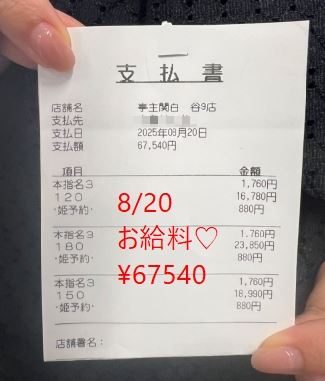 支払書
店舗名 亭主関白 谷9店
支払先
支払日 2025年08月20日
支払額 67,540円
項目 金額
本指名3 1,760円
120 16,780円
・姫予約・ 880円
本指名3 1,760円
180 23,850円
・姫予約・ 880円
本指名3 1,760円
150 18,990円
・姫予約・ 880円
店舗署名:
8/20
お給料♡
¥67540